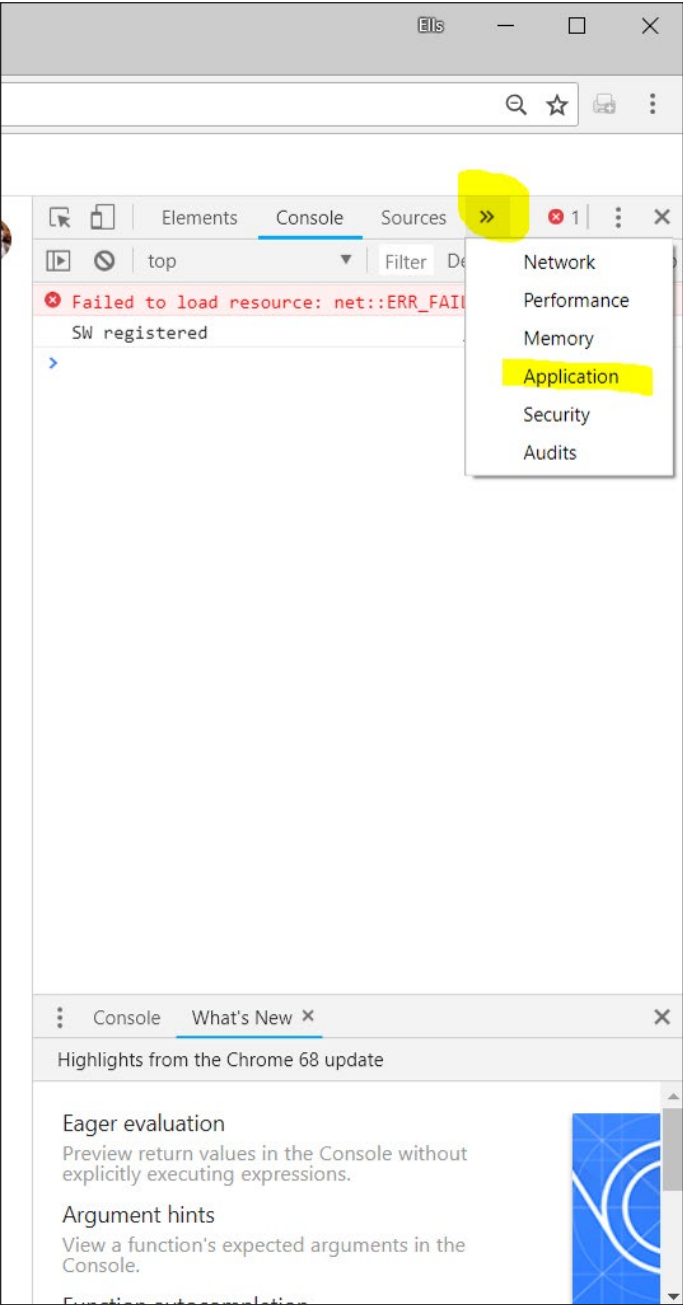 Ells
Elements Console Sources » 1
top Filter
Network
Performance
Memory
Application
Security
Audits
Failed to load resource: net::ERR_FAIL
SW registered
>
Console What's New
Highlights from the Chrome 68 update
Eager evaluation
Preview return values in the Console without
explicitly executing expressions.
Argument hints
View a function's expected arguments in the
Console.
Function autocompletion